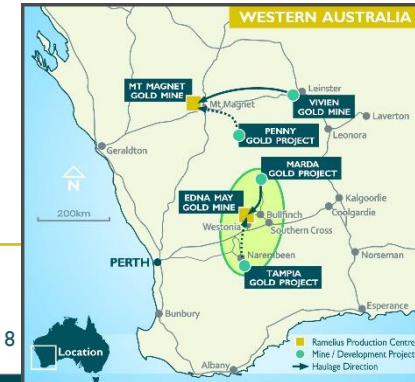 WESTERN AUSTRALIA
MT MAGNET
GOLD MINE
Mt Magnet
Leinster
VIVIEN
GOLD MINE
Laverton
Leonora
PENNY
GOLD PROJECT
Geraldton
MARDA
GOLD PROJECT
N
EDNA MAY
GOLD MINE
Kalgoorlie
Coolgardie
Bullfinch
200km
Westonia
Southern Cross
Narembeen
Norseman
PERTH
TAMPIA
GOLD PROJECT
Bunbury
Esperance
8
Location
Albany
Ramelius Production Centre
Mine / Development Project
Haulage Direction